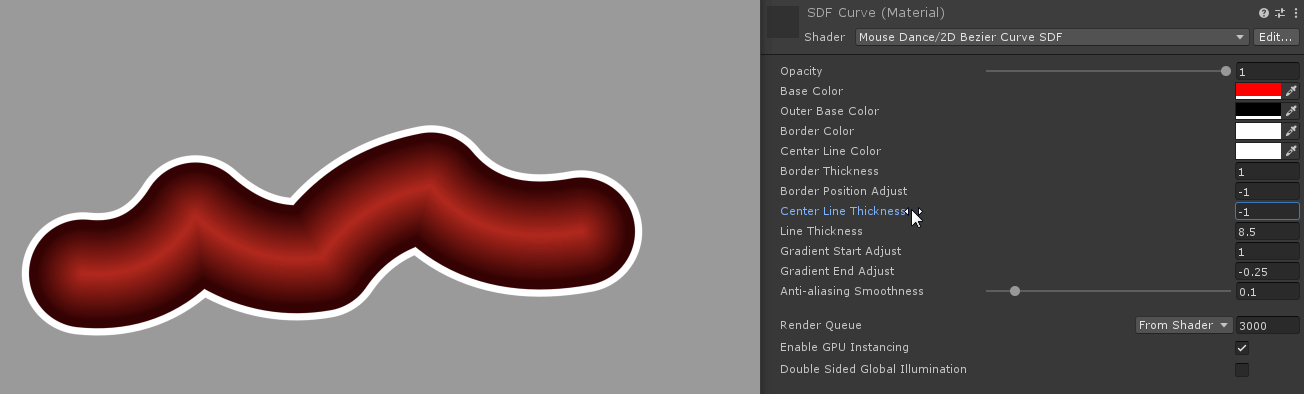 SDF Curve (Material)
Shader Mouse Dance/2D Bezier Curve SDF Edit...
Opacity 1
Base Color
Outer Base Color
Border Color
Center Line Color
Border Thickness 1
Border Position Adjust -1
Center Line Thickness -1
Line Thickness 8.5
Gradient Start Adjust 1
Gradient End Adjust -0.25
Anti-aliasing Smoothness 0.1
Render Queue From Shader 3000
Enable GPU Instancing
Double Sided Global Illumination